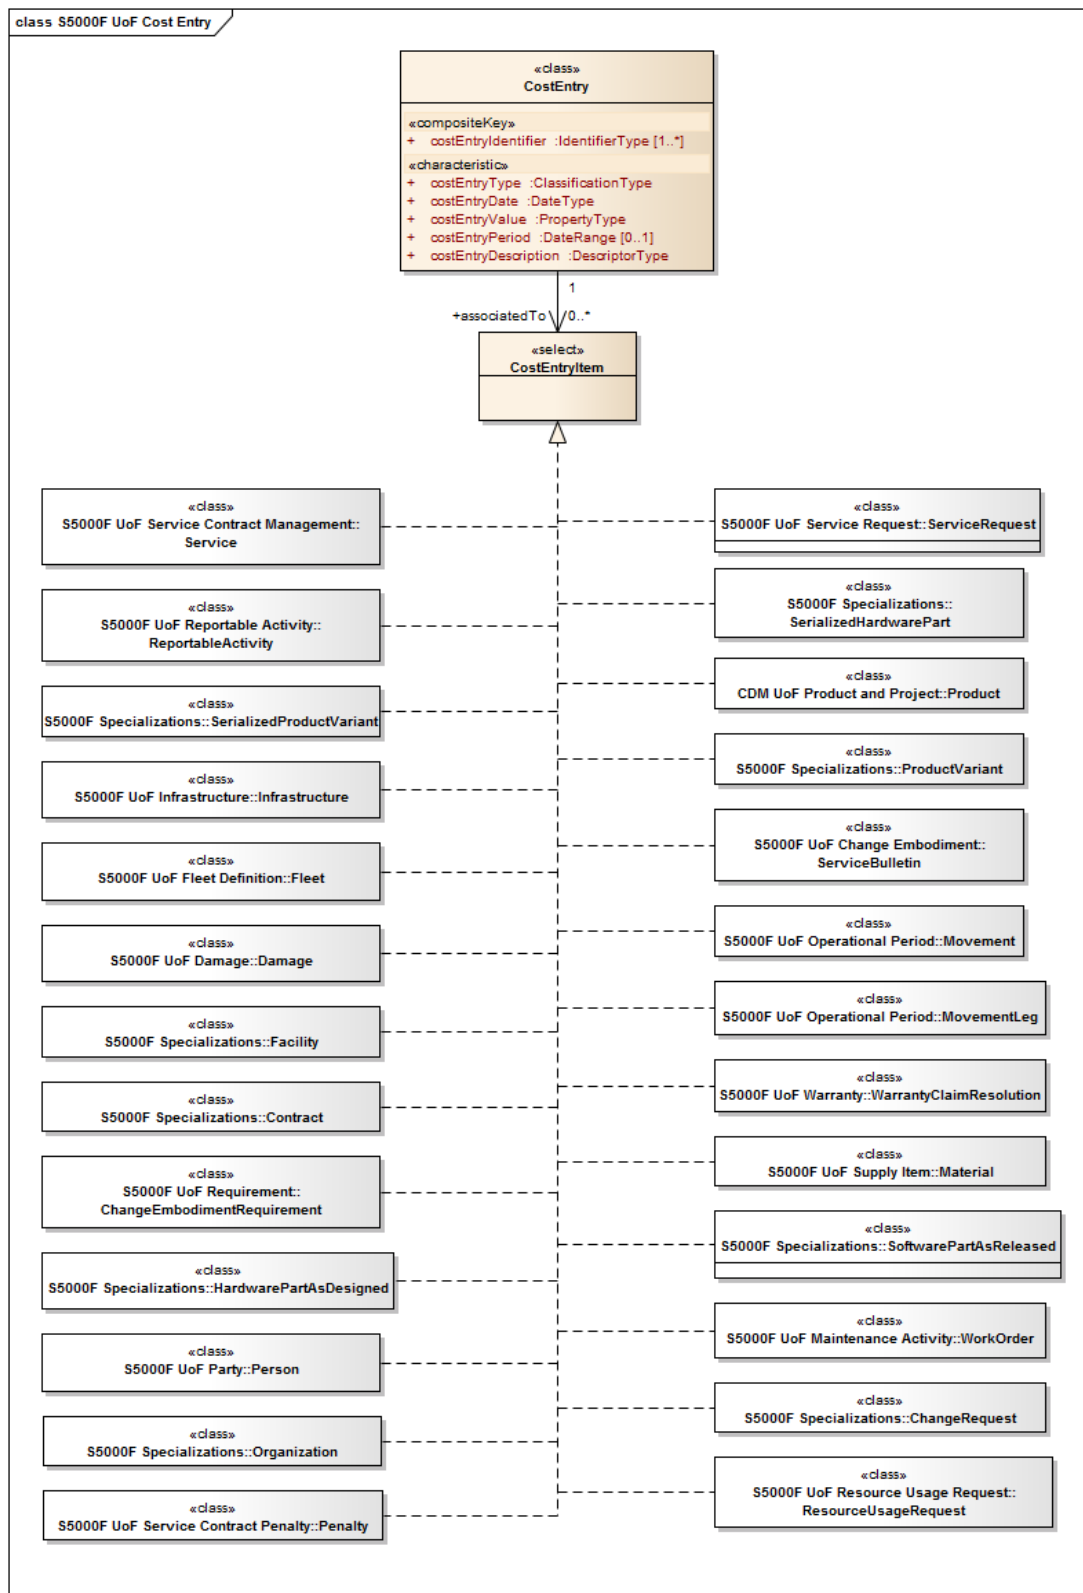 class S5000F UoF Cost Entry
«class»
CostEntry
«compositeKey»
+ costEntryIdentifier :IdentifierType [1..*]
«characteristic»
+ costEntryType :ClassificationType
+ costEntryDate :DateType
+ costEntryValue :PropertyType
+ costEntryPeriod :DateRange [0..1]
+ costEntryDescription :DescriptorType
1
+associatedTo 0..*
«select»
CostEntryItem
«class»
S5000F UoF Service Contract Management::
Service
«class»
S5000F UoF Reportable Activity::
ReportableActivity
«class»
S5000F Specializations::SerializedProductVariant
«class»
S5000F UoF Infrastructure::Infrastructure
«class»
S5000F UoF Fleet Definition::Fleet
«class»
S5000F UoF Damage::Damage
«class»
S5000F Specializations::Facility
«class»
S5000F Specializations::Contract
«class»
S5000F UoF Requirement::
ChangeEmbodimentRequirement
«class»
S5000F Specializations::HardwarePartAsDesigned
«class»
S5000F UoF Party::Person
«class»
S5000F Specializations::Organization
«class»
S5000F UoF Service Contract Penalty::Penalty
«class»
S5000F UoF Service Request::ServiceRequest
«class»
S5000F Specializations::
SerializedHardwarePart
«class»
CDM UoF Product and Project::Product
«class»
S5000F Specializations::ProductVariant
«class»
S5000F UoF Change Embodiment::
ServiceBulletin
«class»
S5000F UoF Operational Period::Movement
«class»
S5000F UoF Operational Period::MovementLeg
«class»
S5000F UoF Warranty::WarrantyClaimResolution
«class»
S5000F UoF Supply Item::Material
«class»
S5000F Specializations::SoftwarePartAsReleased
«class»
S5000F UoF Maintenance Activity::WorkOrder
«class»
S5000F Specializations::ChangeRequest
«class»
S5000F UoF Resource Usage Request::
ResourceUsageRequest